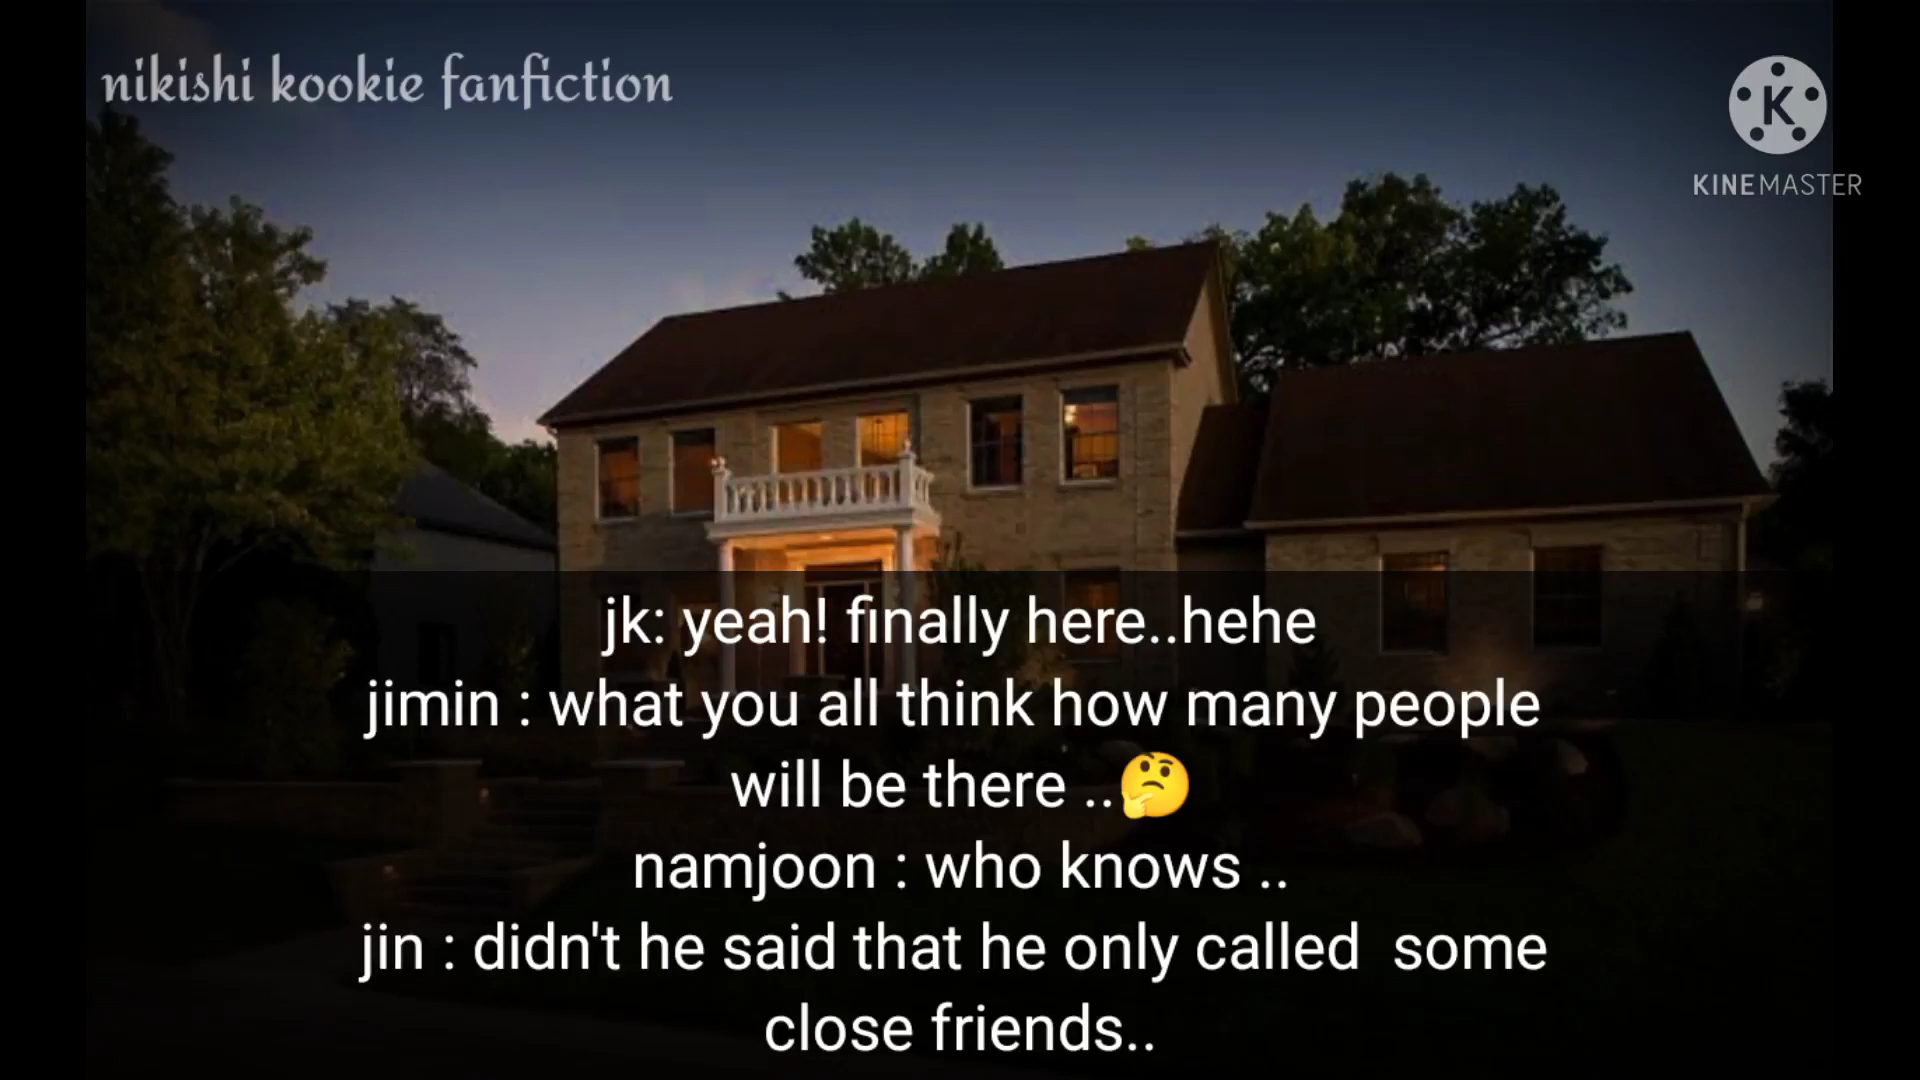 nikishi kookie fanfiction
K
KINEMASTER
jk: yeah! finally here..hehe
jimin : what you all think how many people
will be there ..🤔
namjoon : who knows ..
jin : didn't he said that he only called  some
close friends..